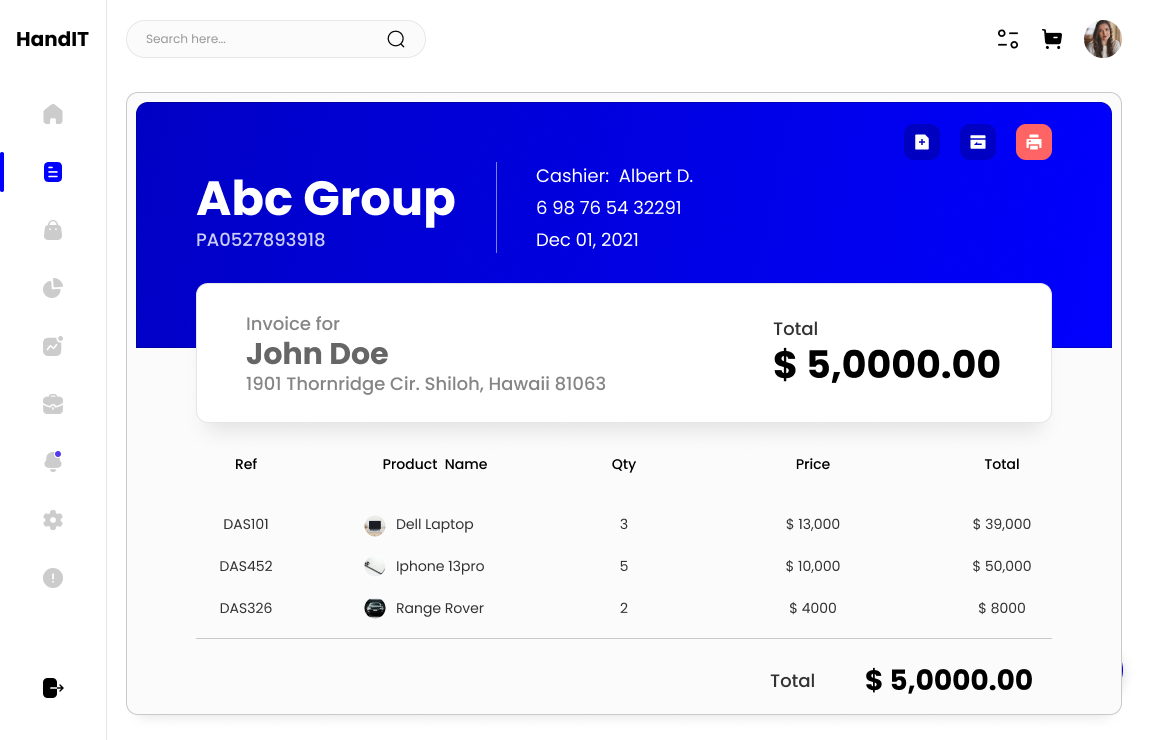 HandIT
Search here...
Abc Group
PA0527893918
Cashier: Albert D.
6 98 76 54 32291
Dec 01, 2021
Invoice for
John Doe
1901 Thornridge Cir. Shiloh, Hawaii 81063
Total
$ 5,0000.00
Ref Product Name Qty Price Total
DAS101 Dell Laptop 3 $ 13,000 $ 39,000
DAS452 Iphone 13pro 5 $ 10,000 $ 50,000
DAS326 Range Rover 2 $ 4000 $ 8000
Total $ 5,0000.00